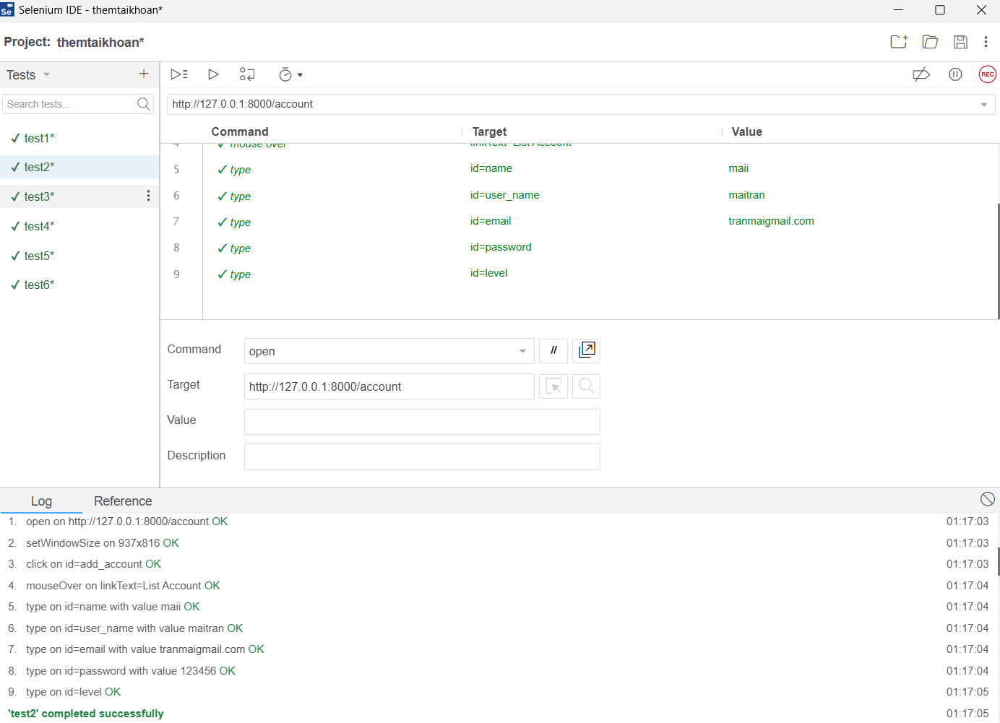 Selenium IDE - themtaikhoan*
Project: themtaikhoan*
Tests
Search tests...
✓ test1*
✓ test2*
✓ test3*
✓ test4*
✓ test5*
✓ test6*
REC
http://127.0.0.1:8000/account
Command Target Value
4 ✓ mouse over linkText=List Account
5 ✓ type id=name maii
6 ✓ type id=user_name maitran
7 ✓ type id=email tranmaigmail.com
8 ✓ type id=password
9 ✓ type id=level
Command open //
Target http://127.0.0.1:8000/account
Value
Description
Log Reference
1. open on http://127.0.0.1:8000/account OK 01:17:03
2. setWindowSize on 937x816 OK 01:17:03
3. click on id=add_account OK 01:17:03
4. mouseOver on linkText=List Account OK 01:17:04
5. type on id=name with value maii OK 01:17:04
6. type on id=user_name with value maitran OK 01:17:04
7. type on id=email with value tranmaigmail.com OK 01:17:04
8. type on id=password with value 123456 OK 01:17:04
9. type on id=level OK 01:17:05
'test2' completed successfully 01:17:05